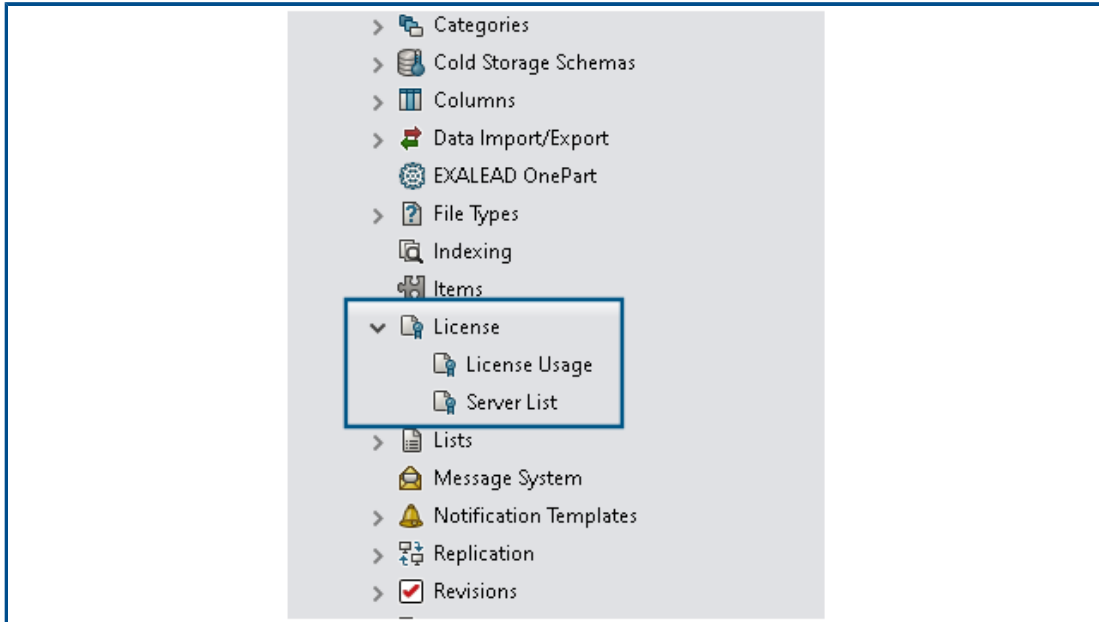 Categories
Cold Storage Schemas
Columns
Data Import/Export
EXALEAD OnePart
File Types
Indexing
Items
License
License Usage
Server List
Lists
Message System
Notification Templates
Replication
Revisions